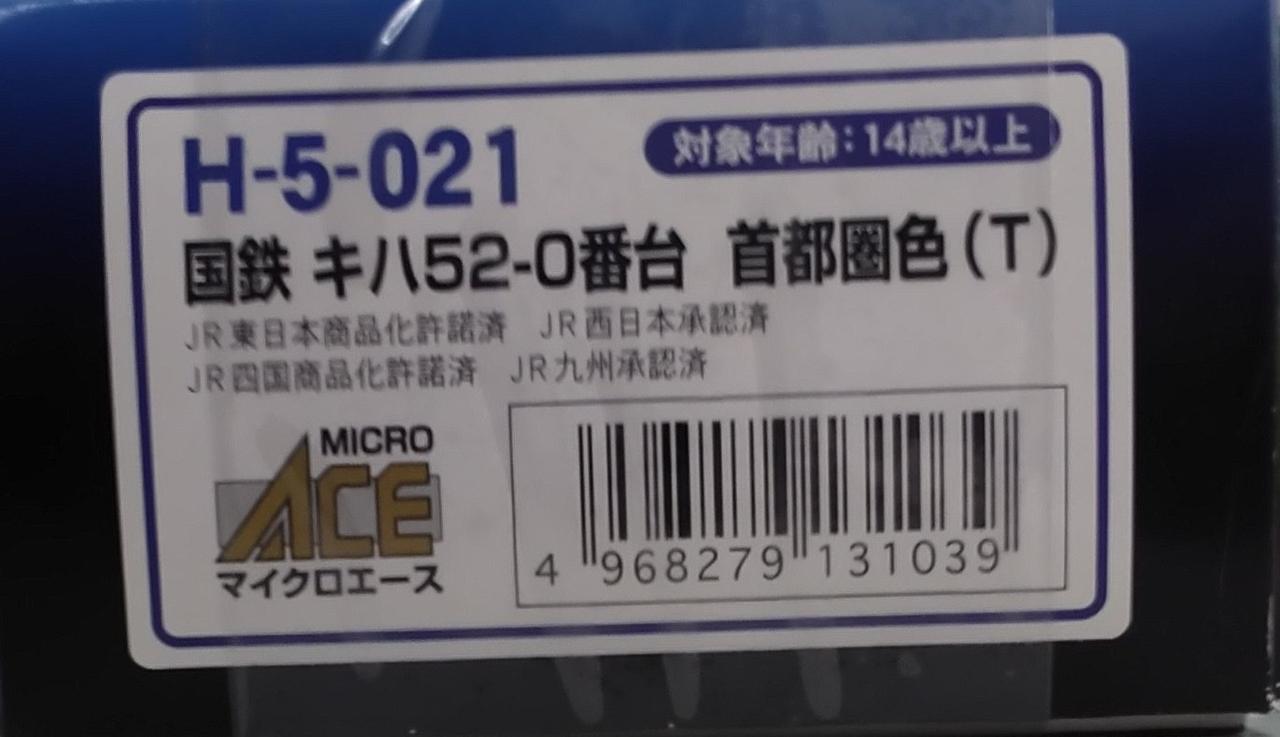 H-5-021
対象年齢：14歳以上
国鉄 キハ52-0番台 首都圏色(T)
JR東日本商品化許諾済 JR西日本承認済
JR四国商品化許諾済 JR九州承認済
MICRO
ACE
マイクロエース
4 968279 131039